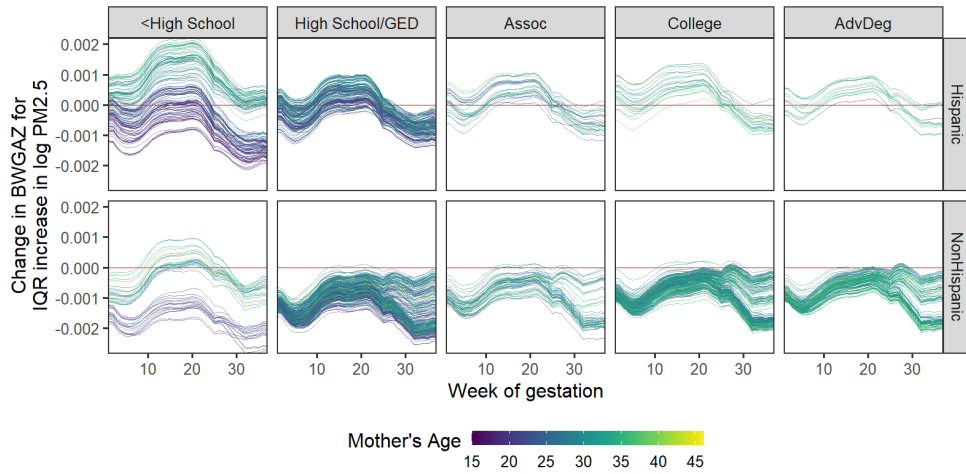 <High School
High School/GED
Assoc
College
AdvDeg
Change in BWGAZ for
IQR increase in log PM2.5
0.002
0.001
0.000
-0.001
-0.002
Hispanic
0.002
0.001
0.000
-0.001
-0.002
NonHispanic
10 20 30
10 20 30
10 20 30
10 20 30
10 20 30
Week of gestation
Mother's Age
15 20 25 30 35 40 45